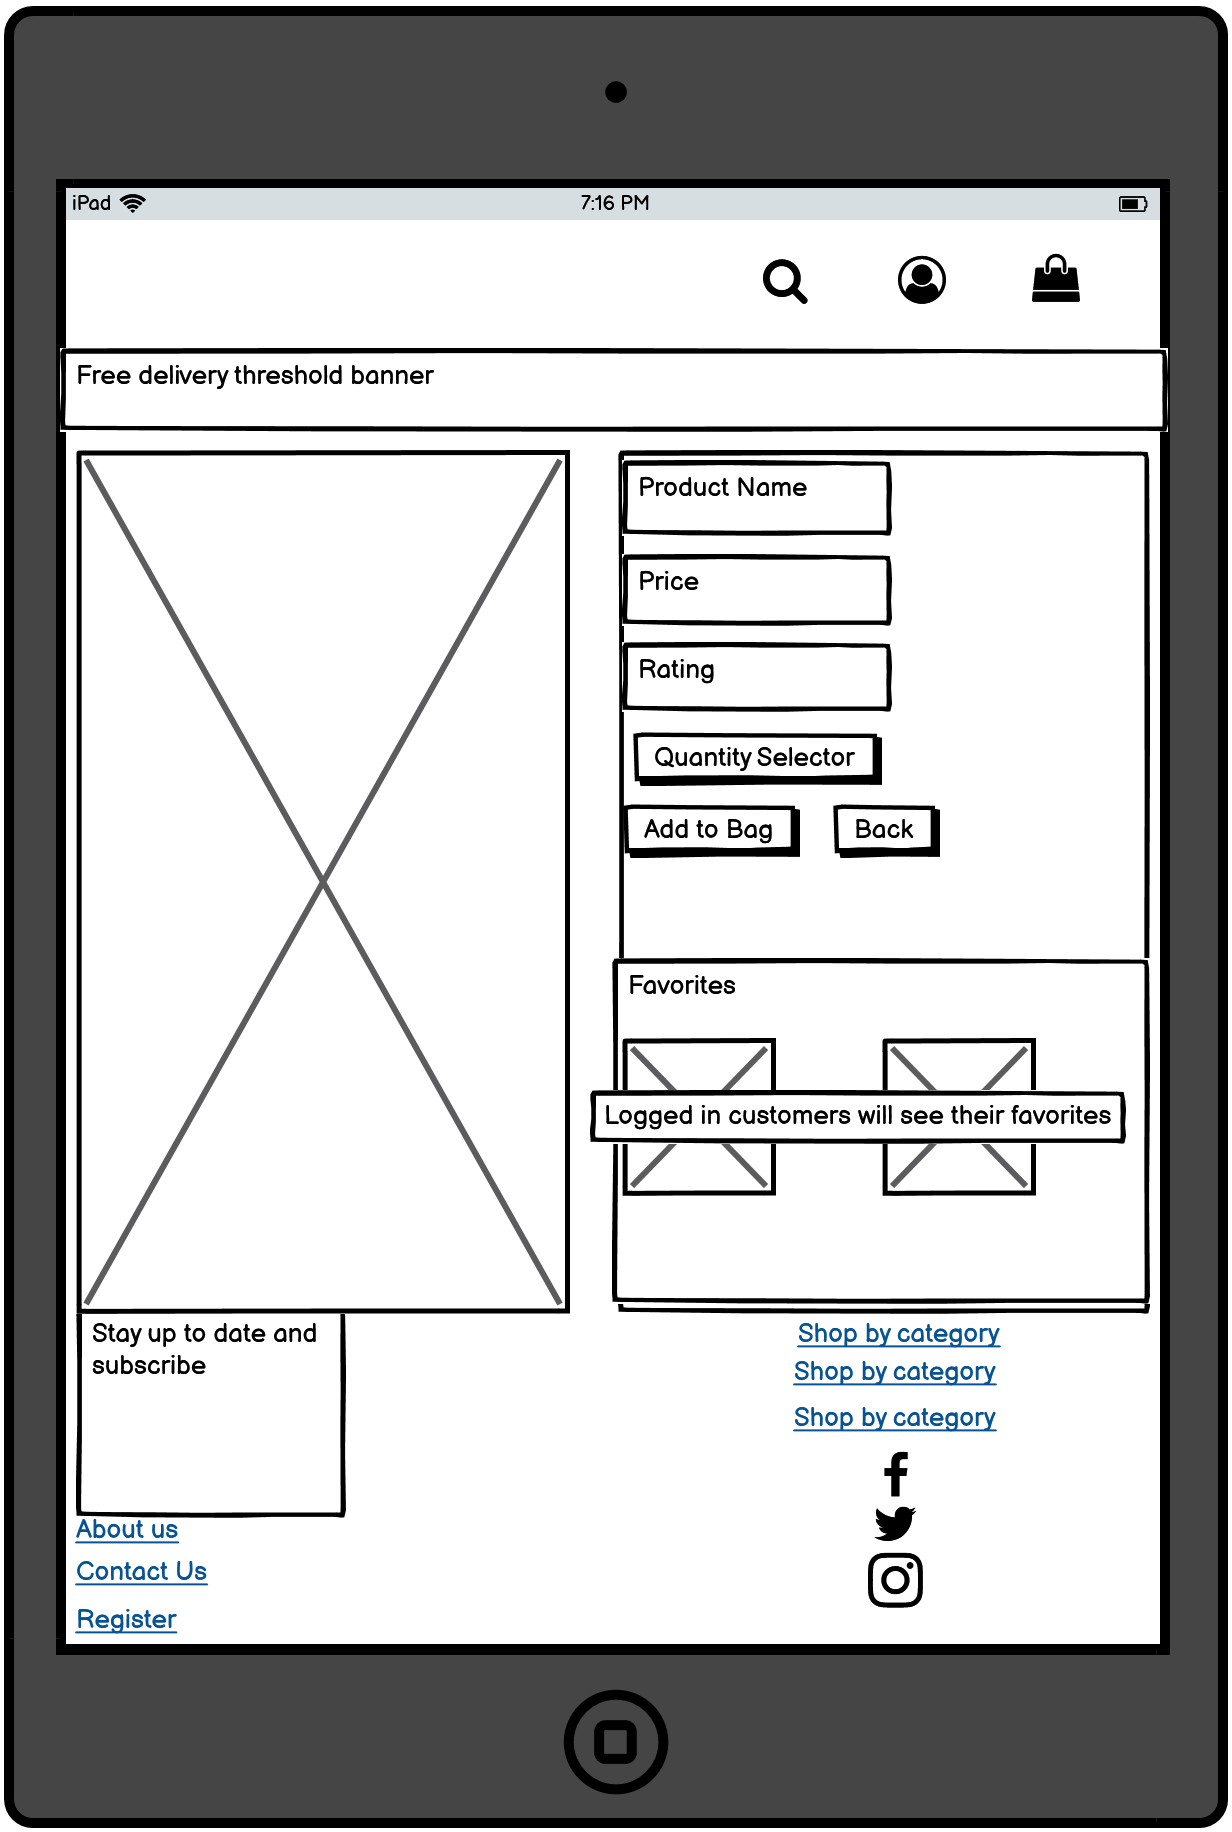 iPad
7:16 PM
Free delivery threshold banner
Product Name
Price
Rating
Quantity Selector
Add to Bag
Back
Favorites
Logged in customers will see their favorites
Stay up to date and
subscribe
Shop by category
Shop by category
Shop by category
About us
Contact Us
Register